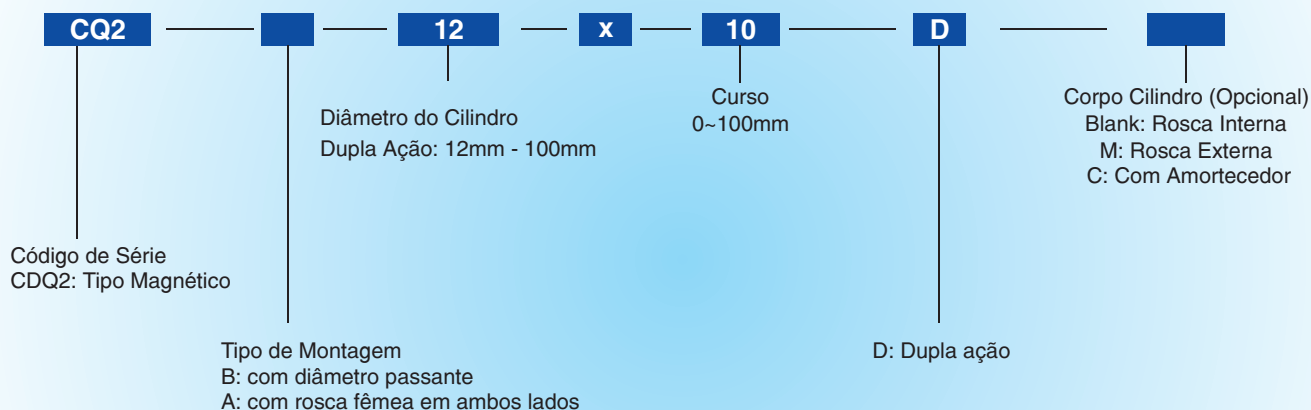 CQ2 12 x 10 D
Diâmetro do Cilindro
Dupla Ação: 12mm - 100mm
Curso
0~100mm
Corpo Cilindro (Opcional)
Blank: Rosca Interna
M: Rosca Externa
C: Com Amortecedor
Código de Série
CDQ2: Tipo Magnético
Tipo de Montagem
B: com diâmetro passante
A: com rosca fêmea em ambos lados
D: Dupla ação